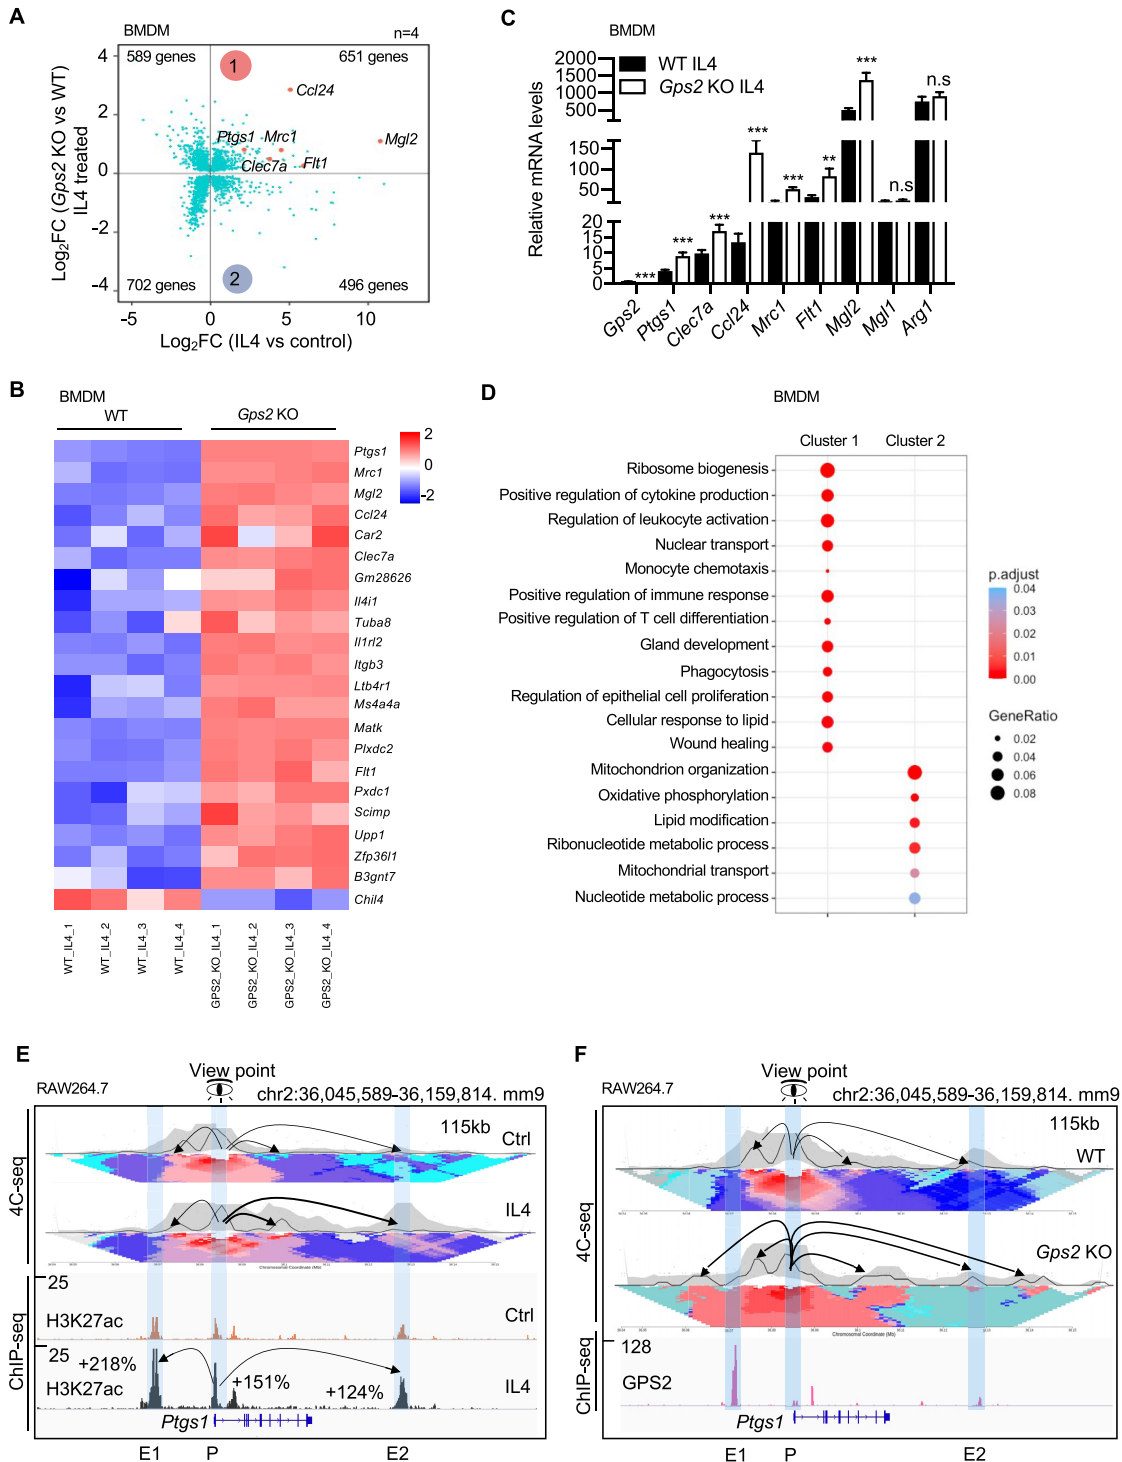 A
BMDM
n=4
589 genes
651 genes
1
Ccl24
Ptgs1
Mrc1
Mgl2
Clec7a
Flt1
2
702 genes
496 genes
4
2
0
-2
-4
-5
0
5
10
Log2FC (Gps2 KO vs WT)
IL4 treated
Log2FC (IL4 vs control)
C
BMDM
WT IL4
Gps2 KO IL4
Relative mRNA levels
2000
1500
1000
500
150
100
50
20
15
10
5
0
***
***
***
***
***
**
***
n.s
n.s
Gps2
Ptgs1
Clec7a
Ccl24
Mrc1
Flt1
Mgl2
Mgl1
Arg1
B
BMDM
WT
Gps2 KO
2
0
-2
Ptgs1
Mrc1
Mgl2
Ccl24
Car2
Clec7a
Gm28626
Il4i1
Tuba8
Il1rl2
Itgb3
Ltb4r1
Ms4a4a
Matk
Plxdc2
Flt1
Pxdc1
Scimp
Upp1
Zfp36l1
B3gnt7
Chil4
WT_IL4_1
WT_IL4_2
WT_IL4_3
WT_IL4_4
GPS2_KO_IL4_1
GPS2_KO_IL4_2
GPS2_KO_IL4_3
GPS2_KO_IL4_4
D
BMDM
Cluster 1
Cluster 2
Ribosome biogenesis
Positive regulation of cytokine production
Regulation of leukocyte activation
Nuclear transport
Monocyte chemotaxis
Positive regulation of immune response
Positive regulation of T cell differentiation
Gland development
Phagocytosis
Regulation of epithelial cell proliferation
Cellular response to lipid
Wound healing
Mitochondrion organization
Oxidative phosphorylation
Lipid modification
Ribonucleotide metabolic process
Mitochondrial transport
Nucleotide metabolic process
p.adjust
0.04
0.03
0.02
0.01
0.00
GeneRatio
0.02
0.04
0.06
0.08
E
View point
RAW264.7
chr2:36,045,589-36,159,814. mm9
115kb
Ctrl
4C-seq
IL4
Chromosomal Coordinate (Mb)
25
H3K27ac
Ctrl
ChIP-seq
25
+218%
H3K27ac
+151%
+124%
IL4
Ptgs1
E1
P
E2
F
View point
RAW264.7
chr2:36,045,589-36,159,814. mm9
115kb
WT
4C-seq
Gps2 KO
Chromosomal Coordinate (Mb)
128
GPS2
ChIP-seq
Ptgs1
E1
P
E2